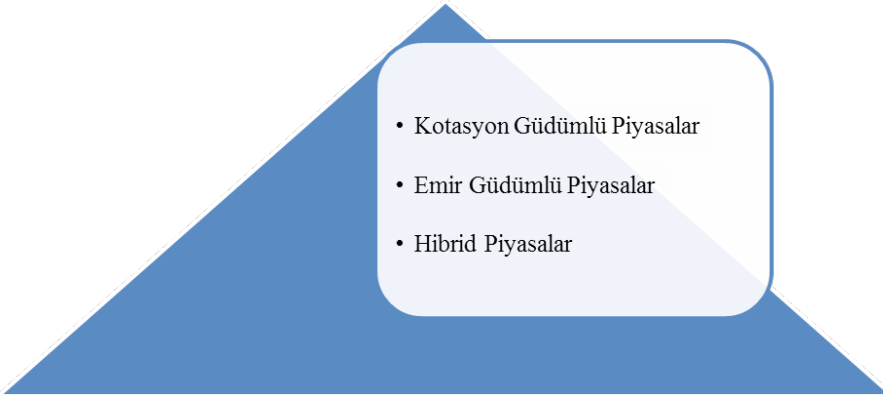 • Kotasyon Güdümlü Piyasalar
• Emir Güdümlü Piyasalar
• Hibrid Piyasalar